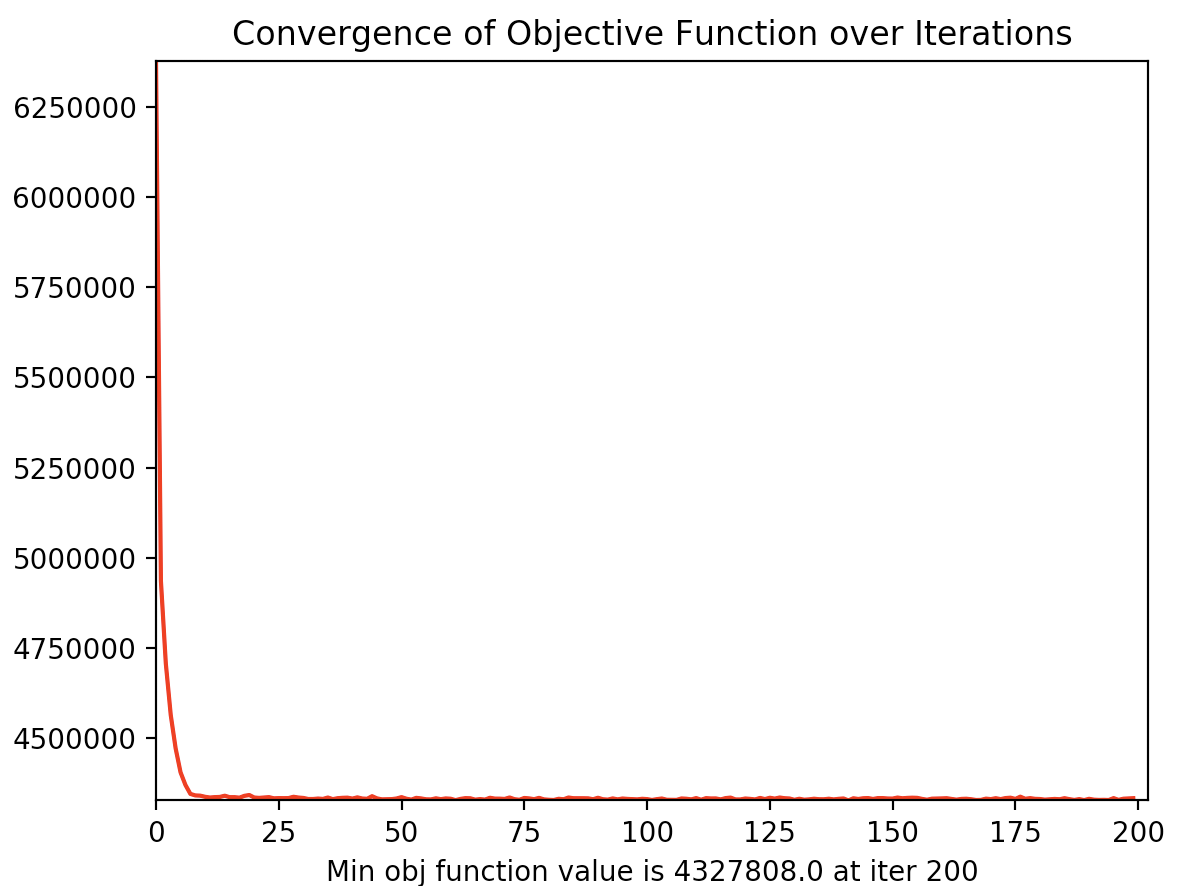 Convergence of Objective Function over Iterations
6250000
6000000
5750000
5500000
5250000
5000000
4750000
4500000
0 25 50 75 100 125 150 175 200
Min obj function value is 4327808.0 at iter 200